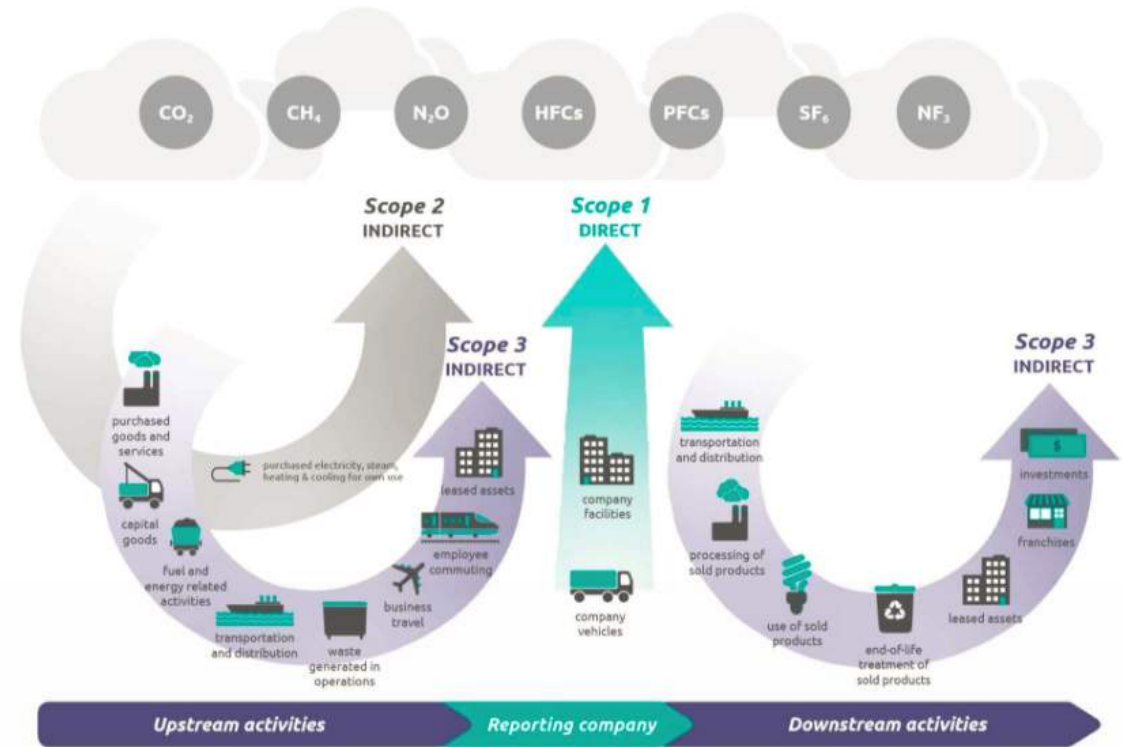 CO₂
CH₄
N₂O
HFCs
PFCs
SF₆
NF₃
Scope 2
INDIRECT
Scope 1
DIRECT
Scope 3
INDIRECT
Scope 3
INDIRECT
purchased
goods and
services
capital
goods
fuel and
energy related
activities
transportation
and distribution
waste
generated in
operations
business
travel
employee
commuting
leased assets
purchased electricity, steam,
heating & cooling for own use
company
facilities
company
vehicles
transportation
and distribution
processing of
sold products
use of sold
products
end-of-life
treatment of
sold products
leased assets
franchises
investments
$
Upstream activities
Reporting company
Downstream activities